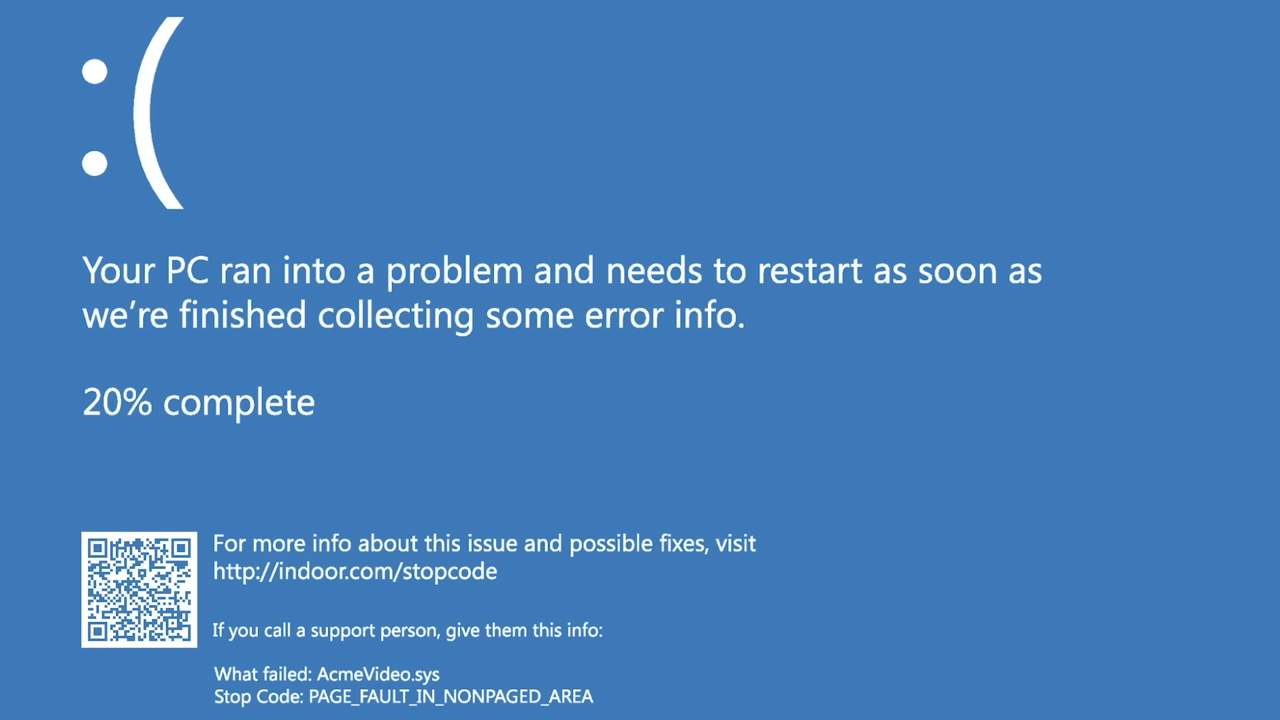 :(
Your PC ran into a problem and needs to restart as soon as
we’re finished collecting some error info.
20% complete
For more info about this issue and possible fixes, visit
http://indoor.com/stopcode
If you call a support person, give them this info:
What failed: AcmeVideo.sys
Stop Code: PAGE_FAULT_IN_NONPAGED_AREA